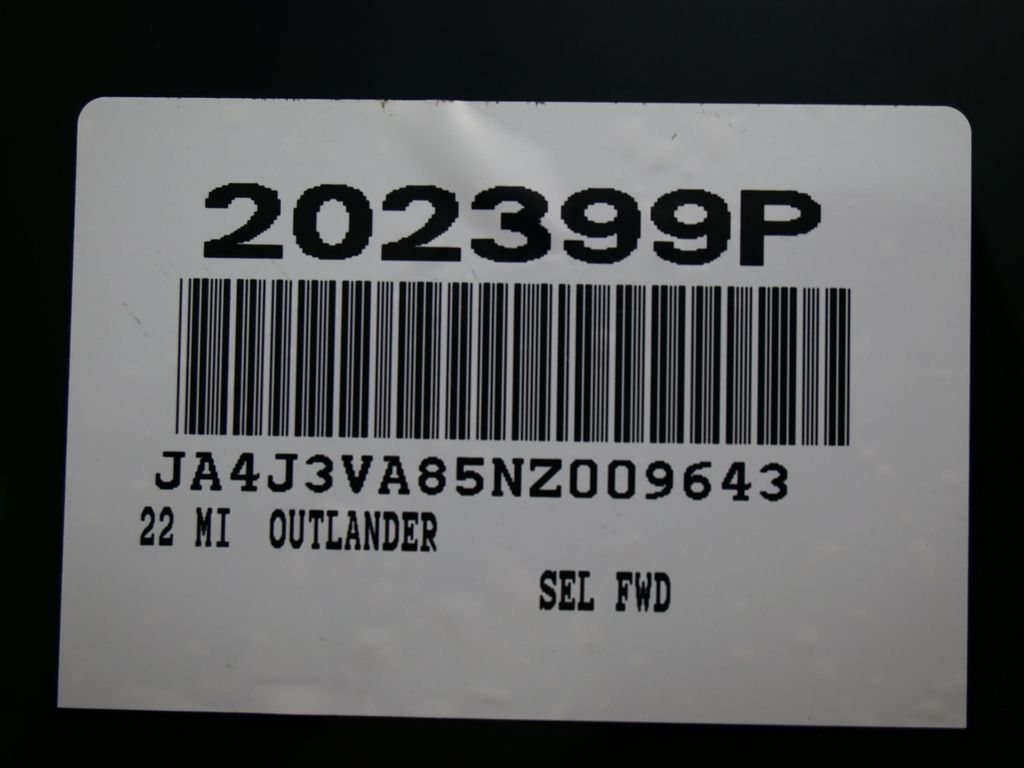 202399P
JA4J3VA85NZ009643
22 MI OUTLANDER
SEL FWD